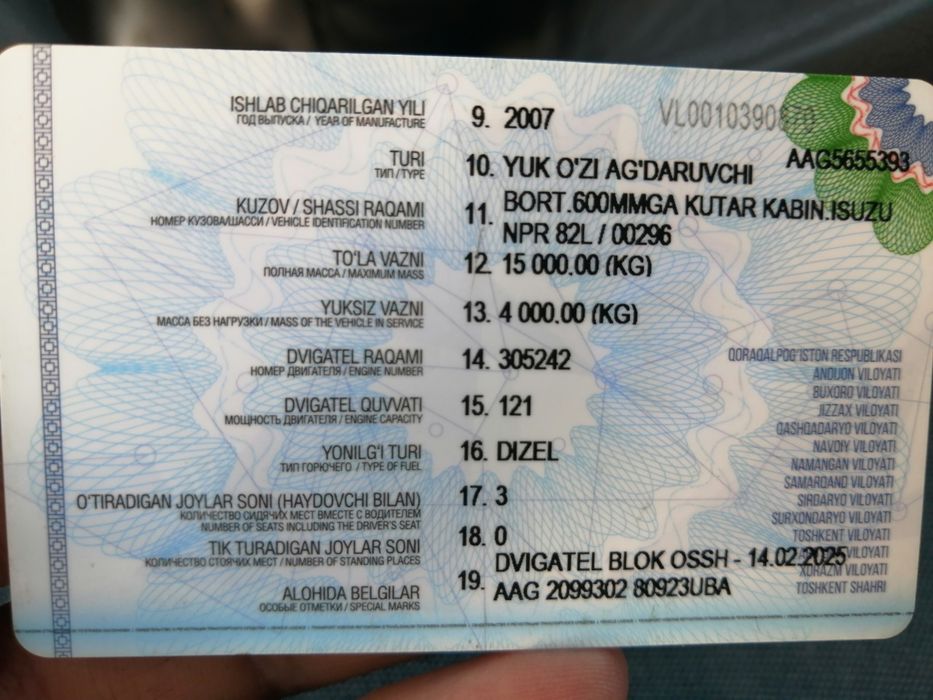 ISHLAB CHIQARILGAN YILI
ГОД ВЫПУСКА / YEAR OF MANUFACTURE
9. 2007
VL0010390
AAG5655393
TURI
ТИП / TYPE
10. YUK O'ZI AG'DARUVCHI
KUZOV / SHASSI RAQAMI
НОМЕР КУЗОВА/ШАССИ / VEHICLE IDENTIFICATION NUMBER
11. BORT.600MMGA KUTAR KABIN.ISUZU
NPR 82L / 00296
TO'LA VAZNI
ПОЛНАЯ МАССА / MAXIMUM MASS
12. 15 000.00 (KG)
YUKSIZ VAZNI
МАССА БЕЗ НАГРУЗКИ / MASS OF THE VEHICLE IN SERVICE
13. 4 000.00 (KG)
DVIGATEL RAQAMI
НОМЕР ДВИГАТЕЛЯ / ENGINE NUMBER
14. 305242
DVIGATEL QUVVATI
МОЩНОСТЬ ДВИГАТЕЛЯ / ENGINE CAPACITY
15. 121
YONILG'I TURI
ТИП ГОРЮЧЕГО / TYPE OF FUEL
16. DIZEL
O'TIRADIGAN JOYLAR SONI (HAYDOVCHI BILAN)
КОЛИЧЕСТВО СИДЯЧИХ МЕСТ ВМЕСТЕ С ВОДИТЕЛЕМ
NUMBER OF SEATS INCLUDING THE DRIVER'S SEAT
17. 3
TIK TURADIGAN JOYLAR SONI
КОЛИЧЕСТВО СТОЯЧИХ МЕСТ / NUMBER OF STANDING PLACES
18. 0
ALOHIDA BELGILAR
ОСОБЫЕ ОТМЕТКИ / SPECIAL MARKS
19. DVIGATEL BLOK OSSH - 14.02.2025
AAG 2099302 80923UBA
QORAQALPOG'ISTON RESPUBLIKASI
ANDIJON VILOYATI
BUXORO VILOYATI
JIZZAX VILOYATI
QASHQADARYO VILOYATI
NAVOIY VILOYATI
NAMANGAN VILOYATI
SAMARQAND VILOYATI
SIRDARYO VILOYATI
SURXONDARYO VILOYATI
TOSHKENT VILOYATI
VILOYATI
XORAZM VILOYATI
TOSHKENT SHAHRI